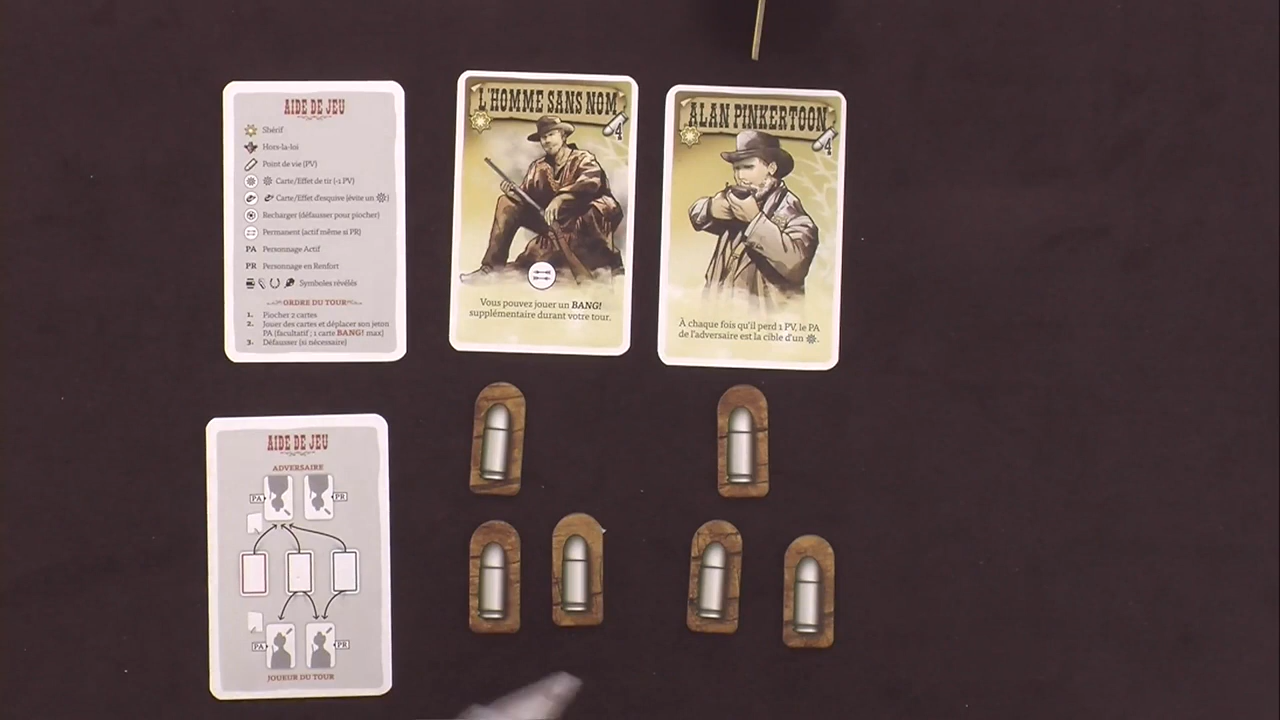 AIDE DE JEU
Shérif
Hors-la-loi
Point de vie (PV)
Carte/Effet de tir (-1 PV)
Carte/Effet d'esquive (évite un )
Recharger (défausser pour piocher)
Permanent (actif même si PR)
PA Personnage Actif
PR Personnage en Renfort
Symboles révélés
ORDRE DU TOUR
1. Piocher 2 cartes
2. Jouer des cartes et déplacer son jeton
PA (facultatif ; 1 carte BANG! max)
3. Défausser (si nécessaire)
L'HOMME SANS NOM
4
Vous pouvez jouer un BANG!
supplémentaire durant votre tour.
ALAN PINKERTOON
4
À chaque fois qu'il perd 1 PV, le PA
de l'adversaire est la cible d'un .
AIDE DE JEU
ADVERSAIRE
PA PR
PA PR
JOUEUR DU TOUR